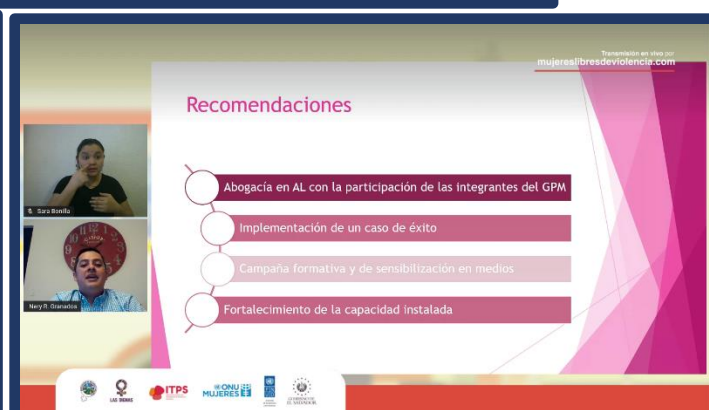 Transmisión en vivo por
mujereslibresdeviolencia.com
Recomendaciones
Abogacía en AL con la participación de las integrantes del GPM
Implementación de un caso de éxito
Campaña formativa y de sensibilización en medios
Fortalecimiento de la capacidad instalada
Sara Bonilla
Nery R. Granados
LAS DIGNAS
ITPS
ONU
MUJERES
EL SALVADOR